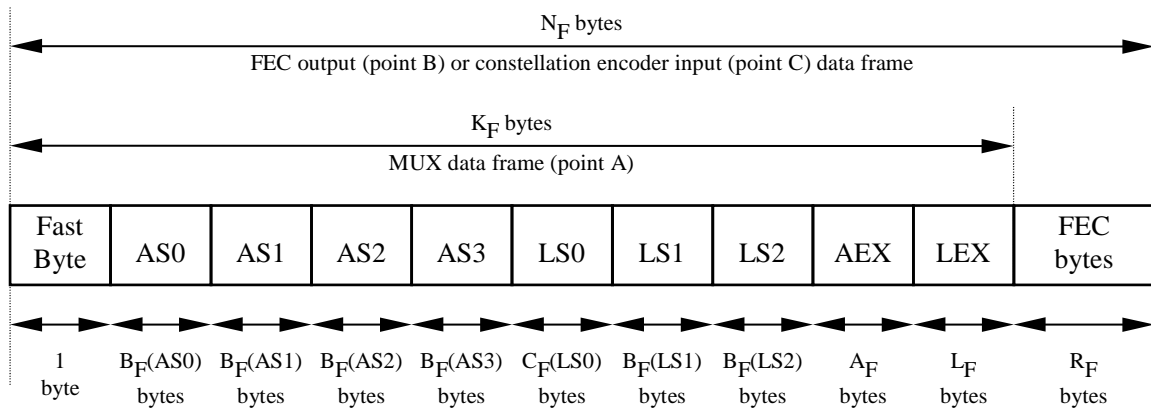 N_F bytes
FEC output (point B) or constellation encoder input (point C) data frame
K_F bytes
MUX data frame (point A)
Fast Byte AS0 AS1 AS2 AS3 LS0 LS1 LS2 AEX LEX FEC bytes
1 byte
B_F(AS0) bytes
B_F(AS1) bytes
B_F(AS2) bytes
B_F(AS3) bytes
C_F(LS0) bytes
B_F(LS1) bytes
B_F(LS2) bytes
A_F bytes
L_F bytes
R_F bytes